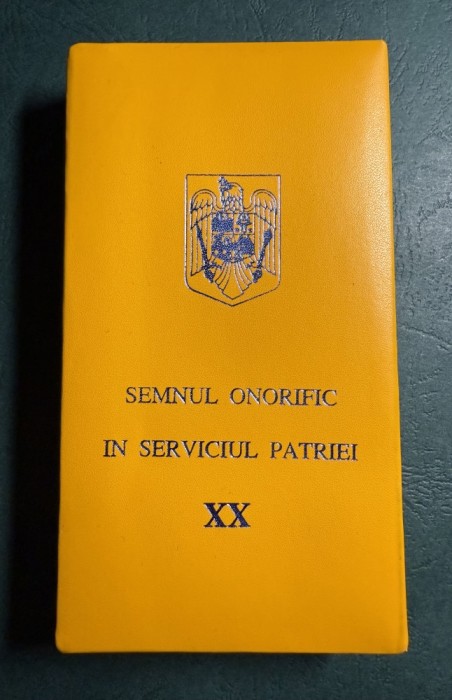 SEMNUL ONORIFIC
IN SERVICIUL PATRIEI
XX